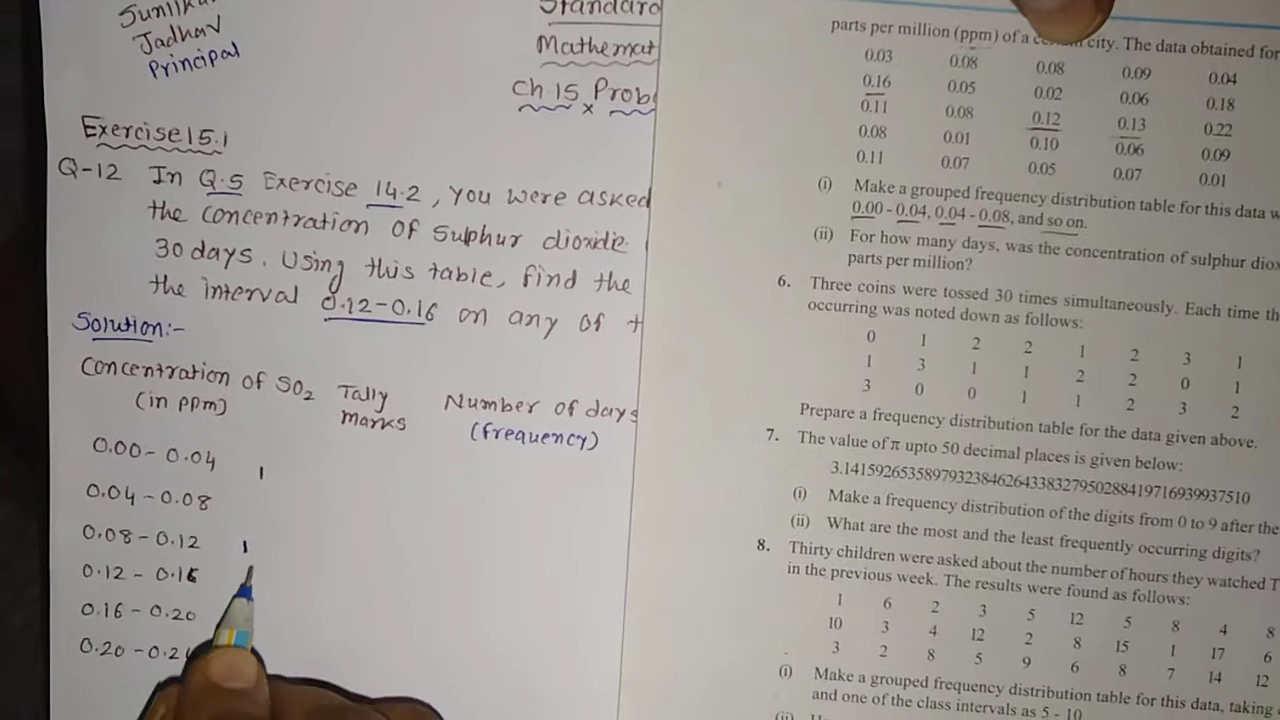 Jadhav
Principal
Standard
Mathemat
Ch.15 Prob
Exercise 15.1
Q-12 In Q.5 Exercise 14.2, you were asked
the concentration of Sulphur dioxide
30 days. Using this table, find the
the interval 0.12-0.16 on any of t
Solution:-
Concentration of SO2 Tally Number of days
(in ppm) marks (frequency)
0.00-0.04
0.04-0.08
0.08-0.12
0.12-0.16
0.16-0.20
0.20-0.2
parts per million (ppm) of a city. The data obtained for
0.03 0.08 0.08 0.09 0.04
0.16 0.05 0.02 0.06 0.18
0.11 0.08 0.12 0.13 0.22
0.08 0.01 0.10 0.06 0.09
0.11 0.07 0.05 0.07 0.01
(i) Make a grouped frequency distribution table for this data w
0.00 - 0.04, 0.04 - 0.08, and so on.
(ii) For how many days, was the concentration of sulphur diox
parts per million?
6. Three coins were tossed 30 times simultaneously. Each time th
occurring was noted down as follows:
0 1 2 2 1 2 3 1
1 3 1 1 2 2 0 1
3 0 0 1 1 2 3 2
Prepare a frequency distribution table for the data given above.
7. The value of π upto 50 decimal places is given below:
3.14159265358979323846264338327950288419716939937510
(i) Make a frequency distribution of the digits from 0 to 9 after the
(ii) What are the most and the least frequently occurring digits?
8. Thirty children were asked about the number of hours they watched T
in the previous week. The results were found as follows:
1 6 2 3 5 12 5 8 4 8
10 3 4 12 2 8 15 1 17 6
3 2 8 5 9 6 8 7 14 12
(i) Make a grouped frequency distribution table for this data, taking
and one of the class intervals as 5 - 10.